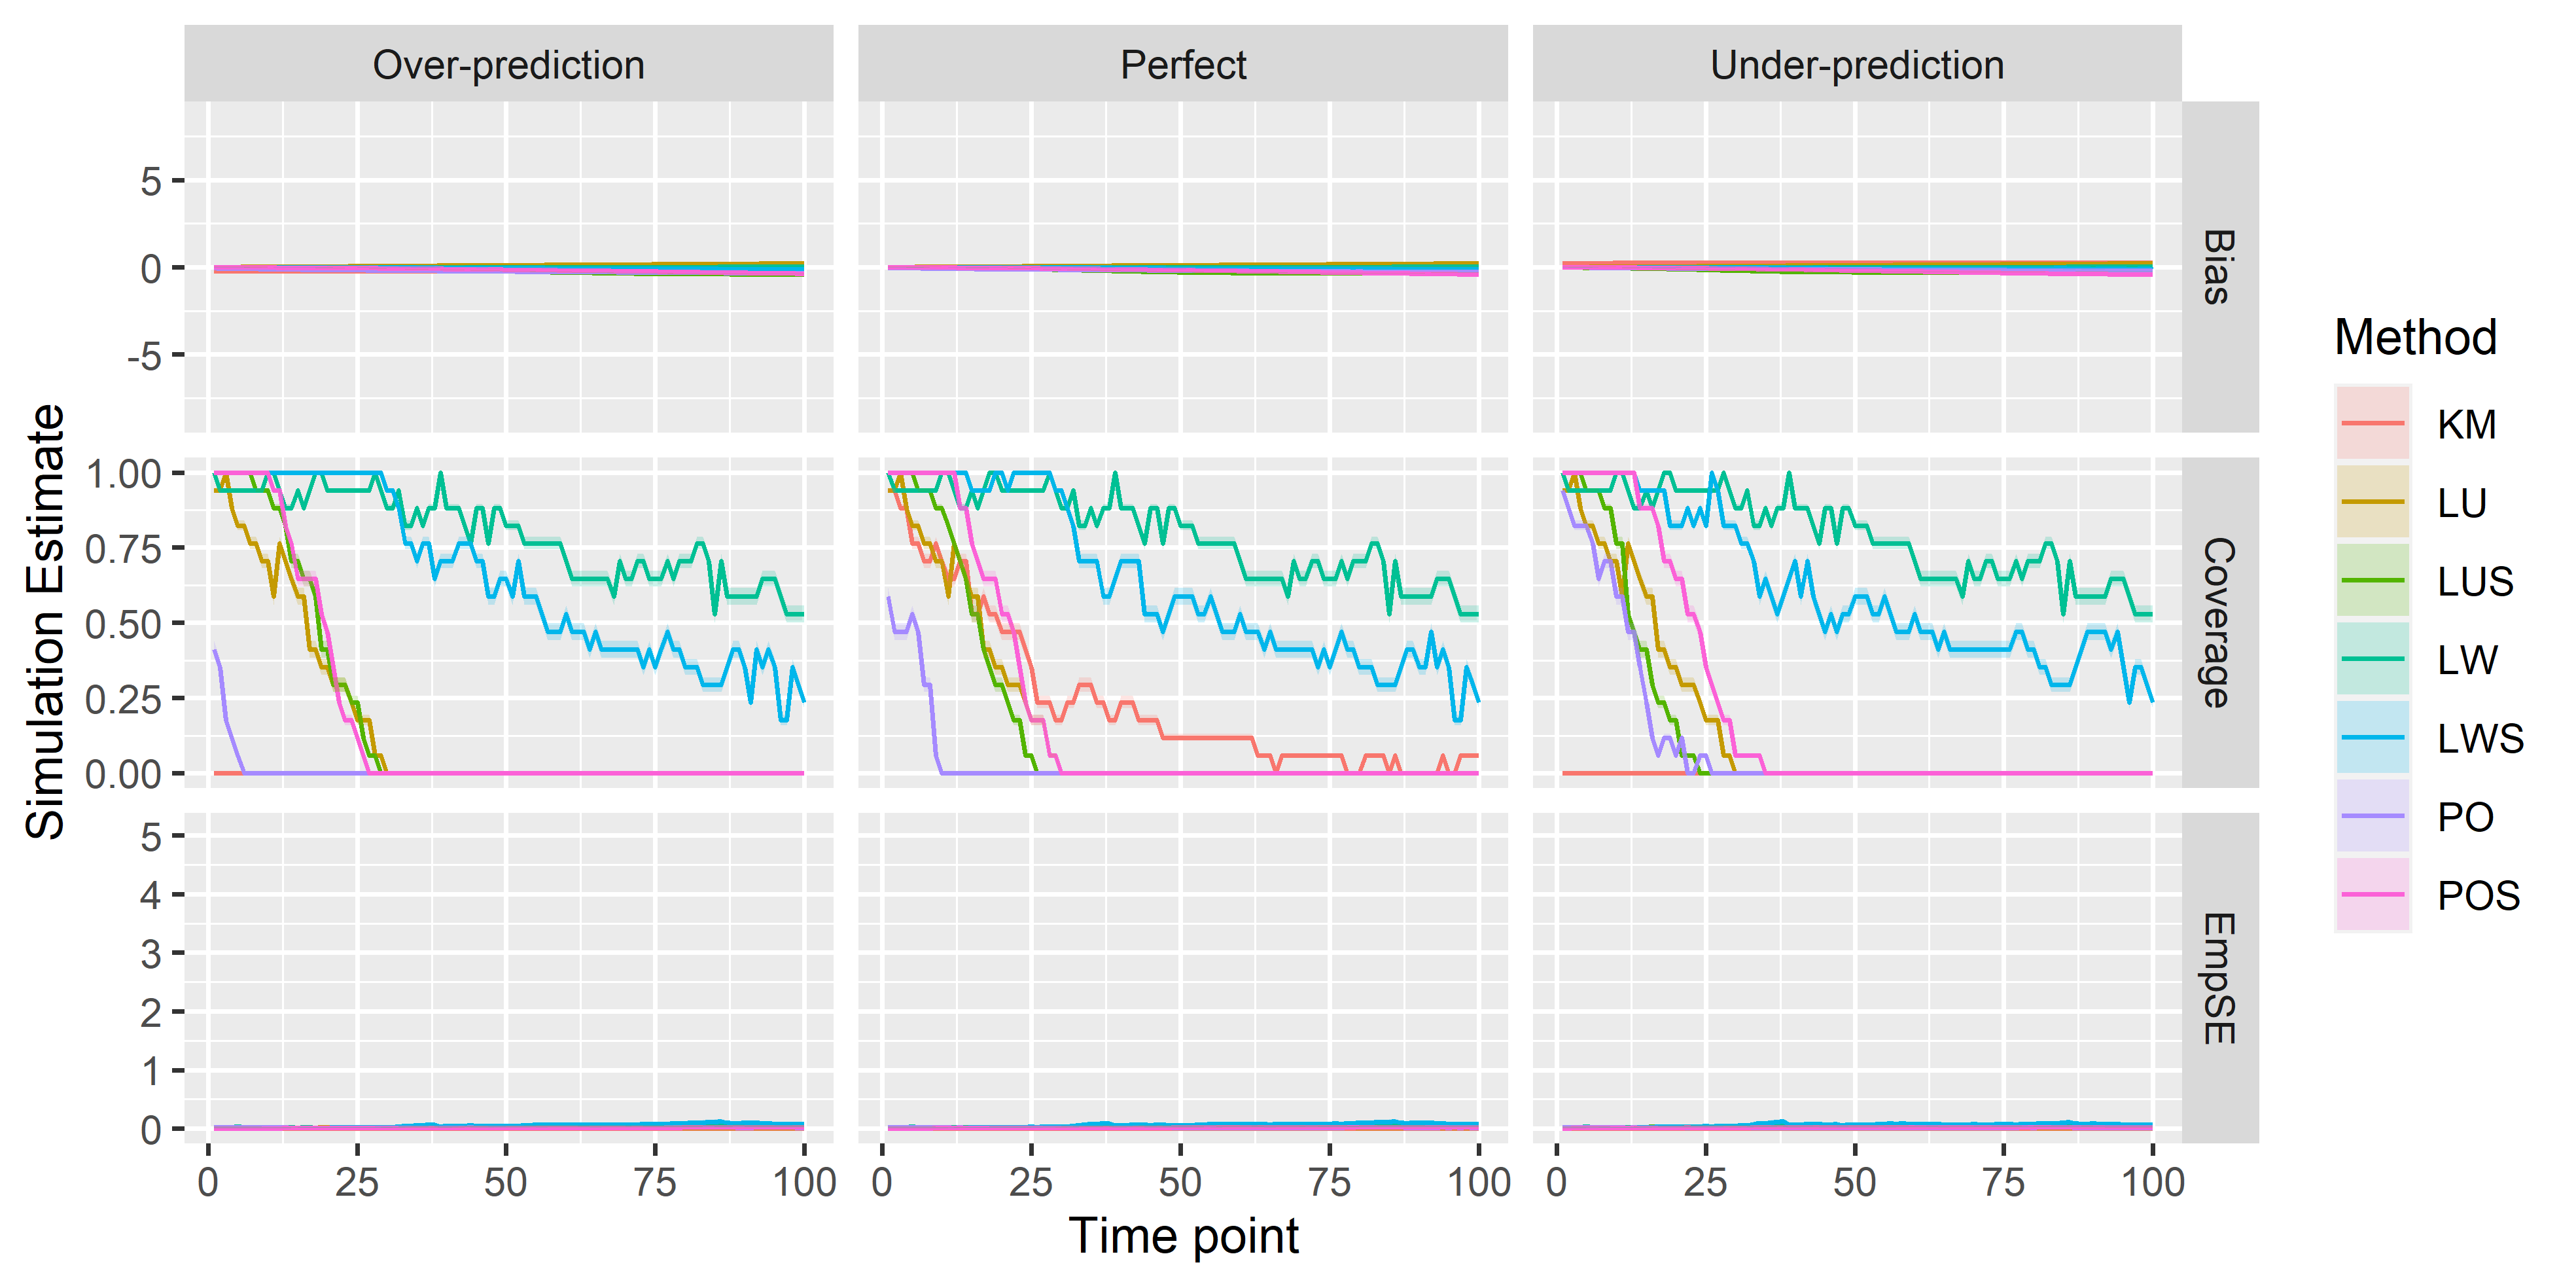 Over-prediction
Perfect
Under-prediction
Simulation Estimate
5
0
-5
Bias
1.00
0.75
0.50
0.25
0.00
Coverage
5
4
3
2
1
0
EmpSE
0 25 50 75 100
0 25 50 75 100
0 25 50 75 100
Time point
Method
KM
LU
LUS
LW
LWS
PO
POS